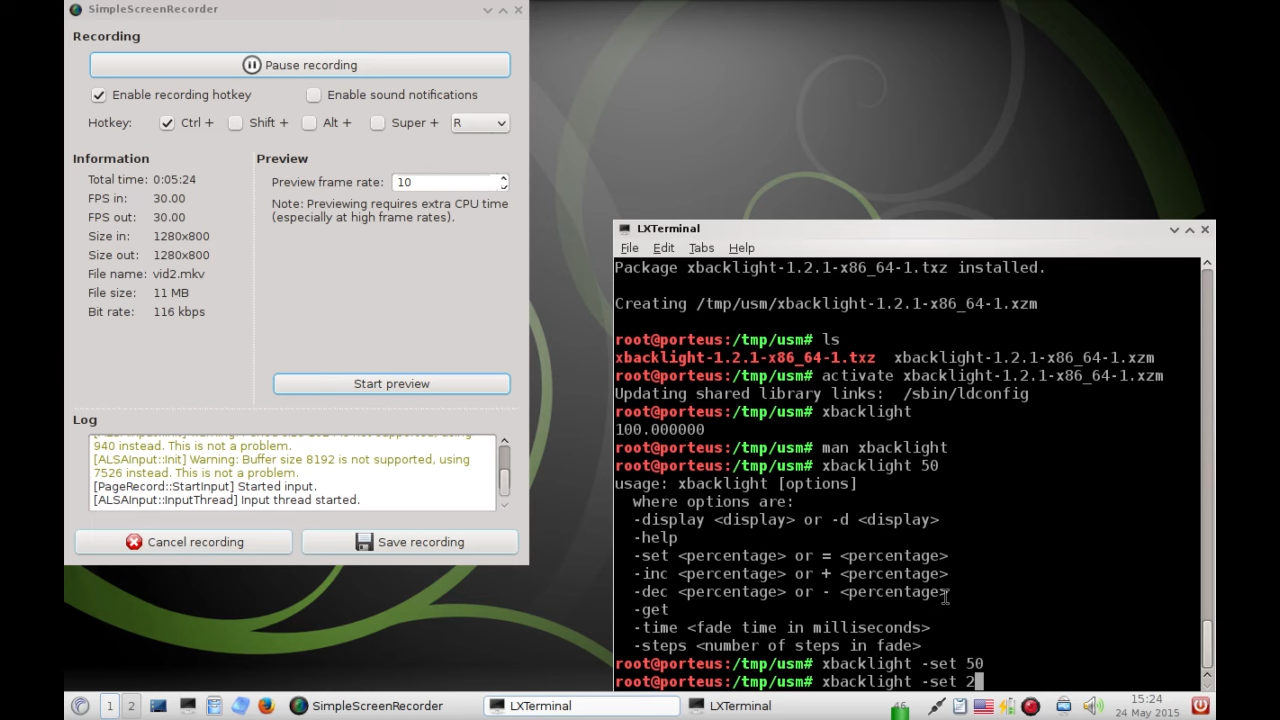 SimpleScreenRecorder
Recording
Pause recording
Enable recording hotkey
Enable sound notifications
Hotkey:
Ctrl +
Shift +
Alt +
Super +
R
Information
Total time: 0:05:24
FPS in: 30.00
FPS out: 30.00
Size in: 1280x800
Size out: 1280x800
File name: vid2.mkv
File size: 11 MB
Bit rate: 116 kbps
Preview
Preview frame rate: 10
Note: Previewing requires extra CPU time
(especially at high frame rates).
Start preview
Log
940 instead. This is not a problem.
[ALSAInput::Init] Warning: Buffer size 8192 is not supported, using
7526 instead. This is not a problem.
[PageRecord::StartInput] Started input.
[ALSAInput::InputThread] Input thread started.
Cancel recording
Save recording
LXTerminal
File Edit Tabs Help
Package xbacklight-1.2.1-x86_64-1.txz installed.
Creating /tmp/usm/xbacklight-1.2.1-x86_64-1.xzm
root@porteus:/tmp/usm# ls
xbacklight-1.2.1-x86_64-1.txz xbacklight-1.2.1-x86_64-1.xzm
root@porteus:/tmp/usm# activate xbacklight-1.2.1-x86_64-1.xzm
Updating shared library links: /sbin/ldconfig
root@porteus:/tmp/usm# xbacklight
100.000000
root@porteus:/tmp/usm# man xbacklight
root@porteus:/tmp/usm# xbacklight 50
usage: xbacklight [options]
where options are:
-display <display> or -d <display>
-help
-set <percentage> or = <percentage>
-inc <percentage> or + <percentage>
-dec <percentage> or - <percentage>
-get
-time <fade time in milliseconds>
-steps <number of steps in fade>
root@porteus:/tmp/usm# xbacklight -set 50
root@porteus:/tmp/usm# xbacklight -set 2
1
2
SimpleScreenRecorder
LXTerminal
LXTerminal
46
15:24
24 May 2015